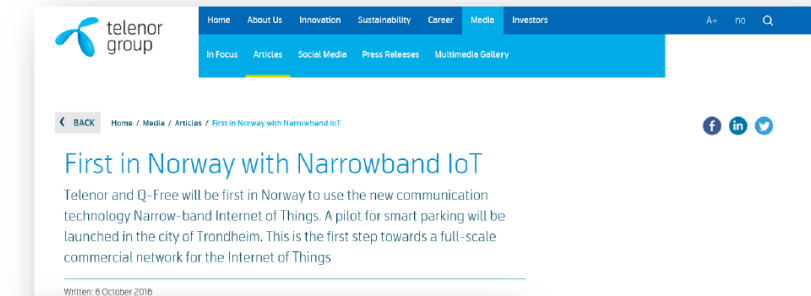 telenor
group
Home About Us Innovation Sustainability Career Media Investors A+ no
In Focus Articles Social Media Press Releases Multimedia Gallery
BACK Home / Media / Articles / First in Norway with Narrowband IoT
First in Norway with Narrowband IoT
Telenor and Q-Free will be first in Norway to use the new communication
technology Narrow-band Internet of Things. A pilot for smart parking will be
launched in the city of Trondheim. This is the first step towards a full-scale
commercial network for the Internet of Things
Written: 6 October 2016